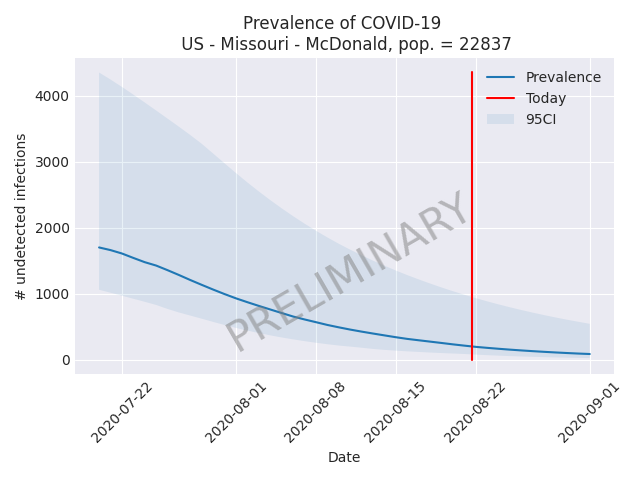 Prevalence of COVID-19
US - Missouri - McDonald, pop. = 22837
Prevalence
Today
95CI
# undetected infections
4000
3000
2000
1000
0
PRELIMINARY
2020-07-22
2020-08-01
2020-08-08
2020-08-15
2020-08-22
2020-09-01
Date